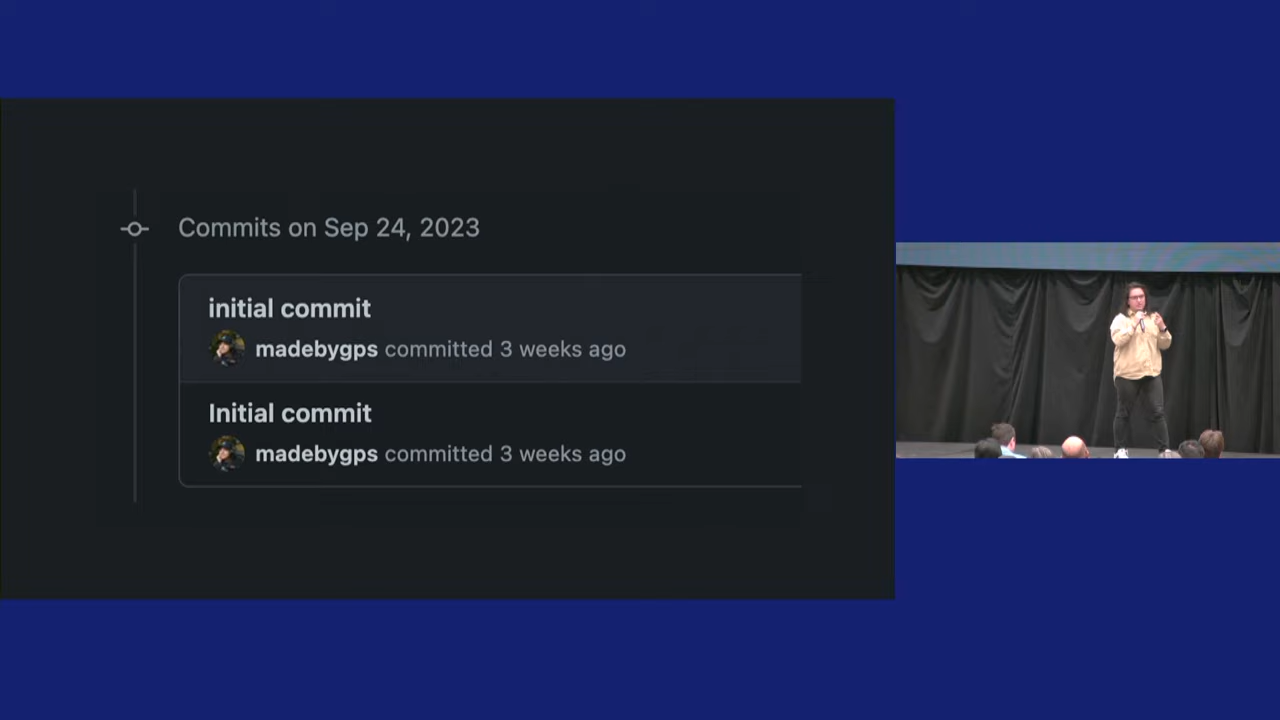 Commits on Sep 24, 2023
initial commit
madebygps committed 3 weeks ago
Initial commit
madebygps committed 3 weeks ago